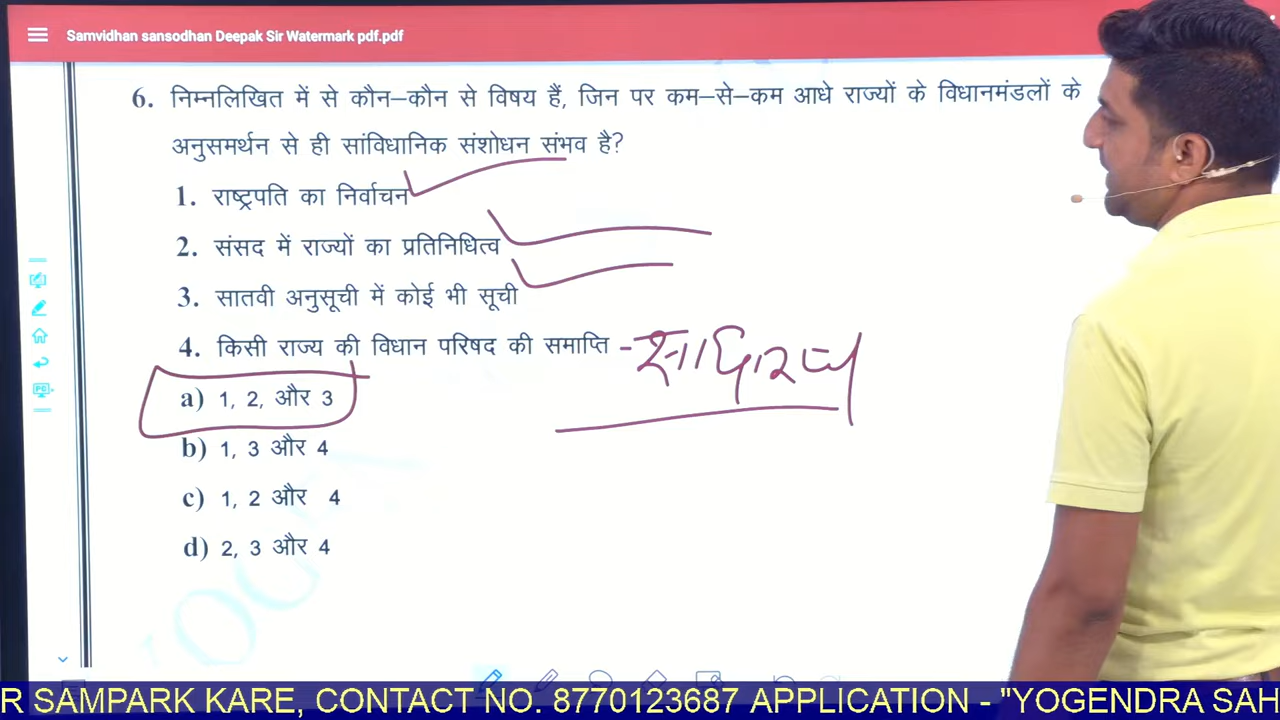 Samvidhan sansodhan Deepak Sir Watermark pdf.pdf
6. निम्नलिखित में से कौन–कौन से विषय हैं, जिन पर कम–से–कम आधे राज्यों के विधानमंडलों के
अनुसमर्थन से ही सांविधानिक संशोधन संभव है?
1. राष्ट्रपति का निर्वाचन
2. संसद में राज्यों का प्रतिनिधित्व
3. सातवी अनुसूची में कोई भी सूची
4. किसी राज्य की विधान परिषद की समाप्ति - साधारण
a) 1, 2, और 3
b) 1, 3 और 4
c) 1, 2 और 4
d) 2, 3 और 4
R SAMPARK KARE, CONTACT NO. 8770123687 APPLICATION - "YOGENDRA SAH